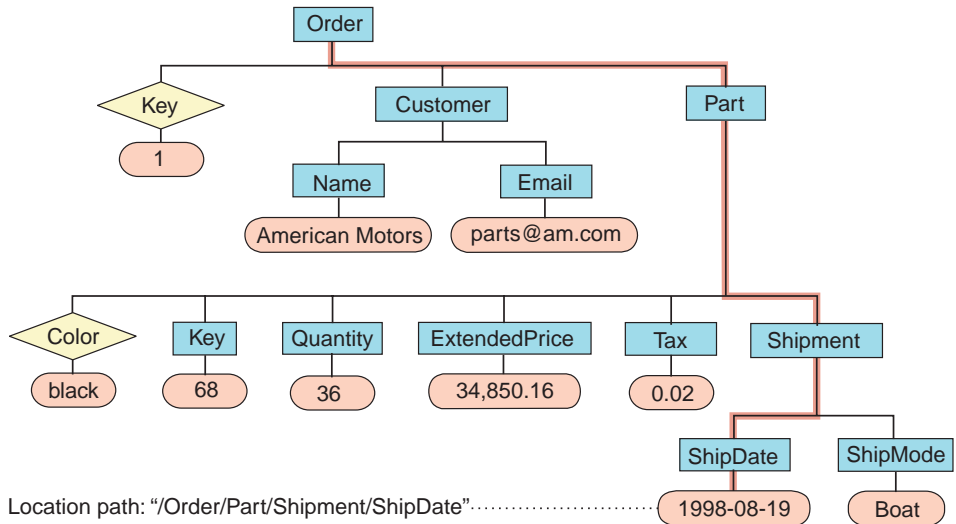 Order
Key
Customer
Part
1
Name
Email
American Motors
parts@am.com
Color
Key
Quantity
ExtendedPrice
Tax
Shipment
black
68
36
34,850.16
0.02
ShipDate
ShipMode
Location path: “/Order/Part/Shipment/ShipDate”
1998-08-19
Boat